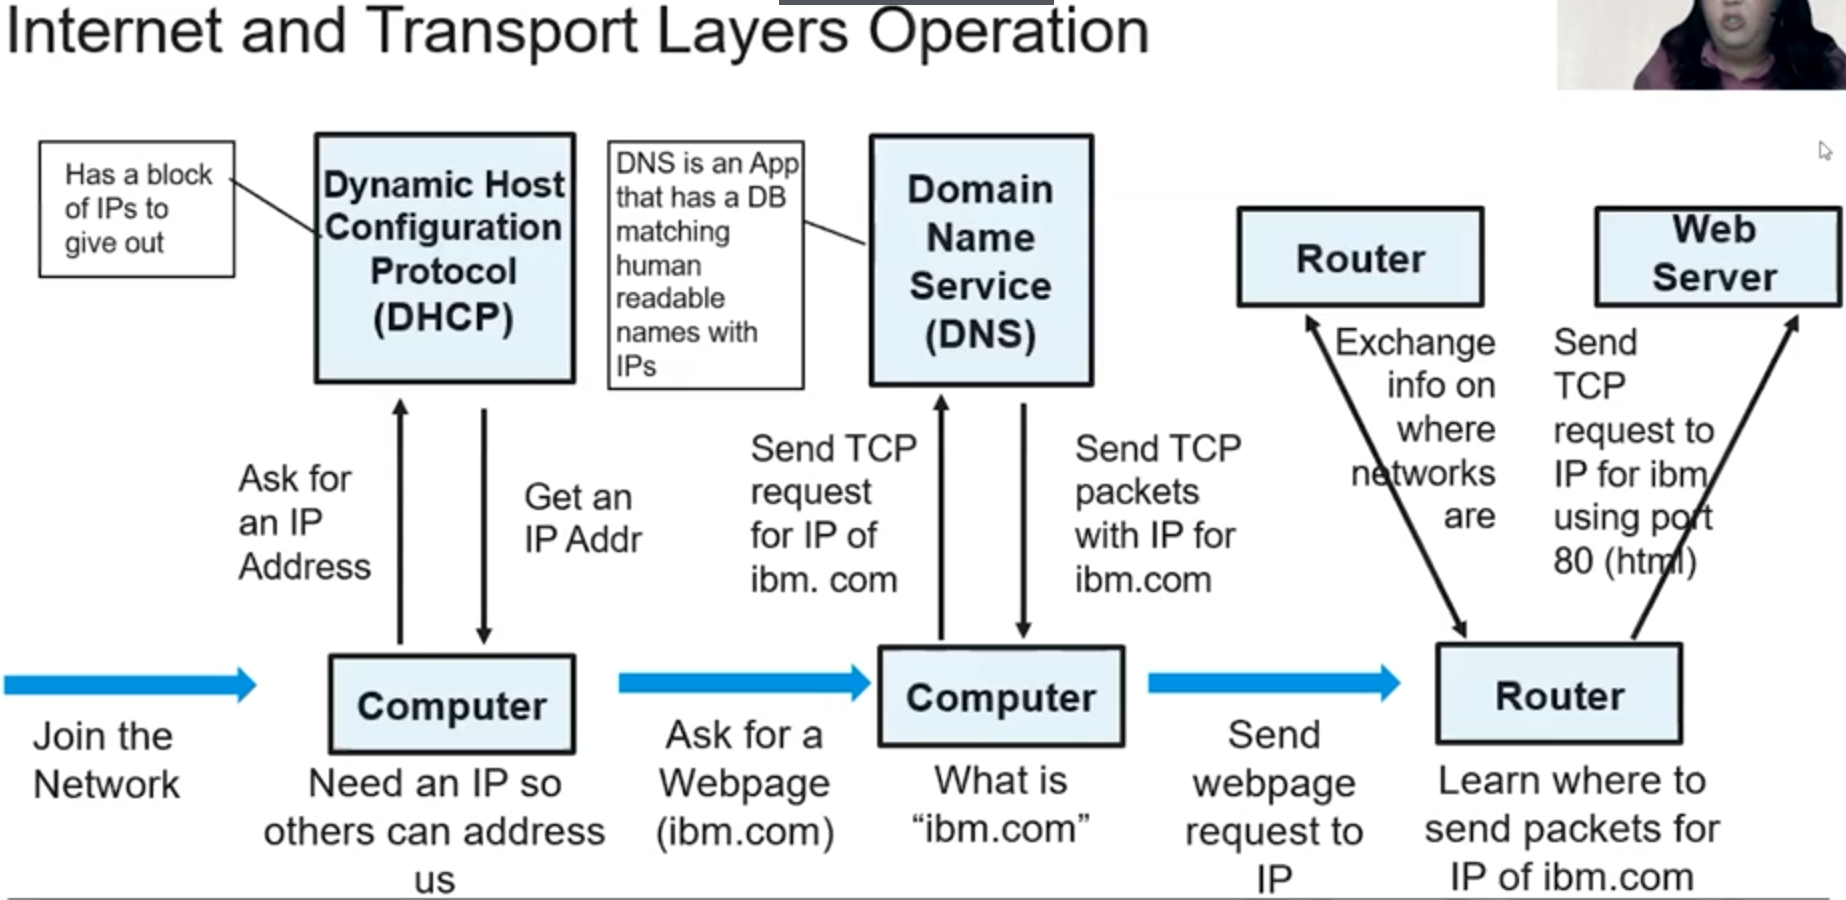 Internet and Transport Layers Operation
Has a block
of IPs to
give out
Dynamic Host
Configuration
Protocol
(DHCP)
DNS is an App
that has a DB
matching
human
readable
names with
IPs
Domain
Name
Service
(DNS)
Router
Web
Server
Ask for
an IP
Address
Get an
IP Addr
Send TCP
request
for IP of
ibm. com
Send TCP
packets
with IP for
ibm.com
Exchange
info on
where
networks
are
Send
TCP
request to
IP for ibm
using port
80 (html)
Join the
Network
Computer
Need an IP so
others can address
us
Ask for a
Webpage
(ibm.com)
Computer
What is
“ibm.com”
Send
webpage
request to
IP
Router
Learn where to
send packets for
IP of ibm.com